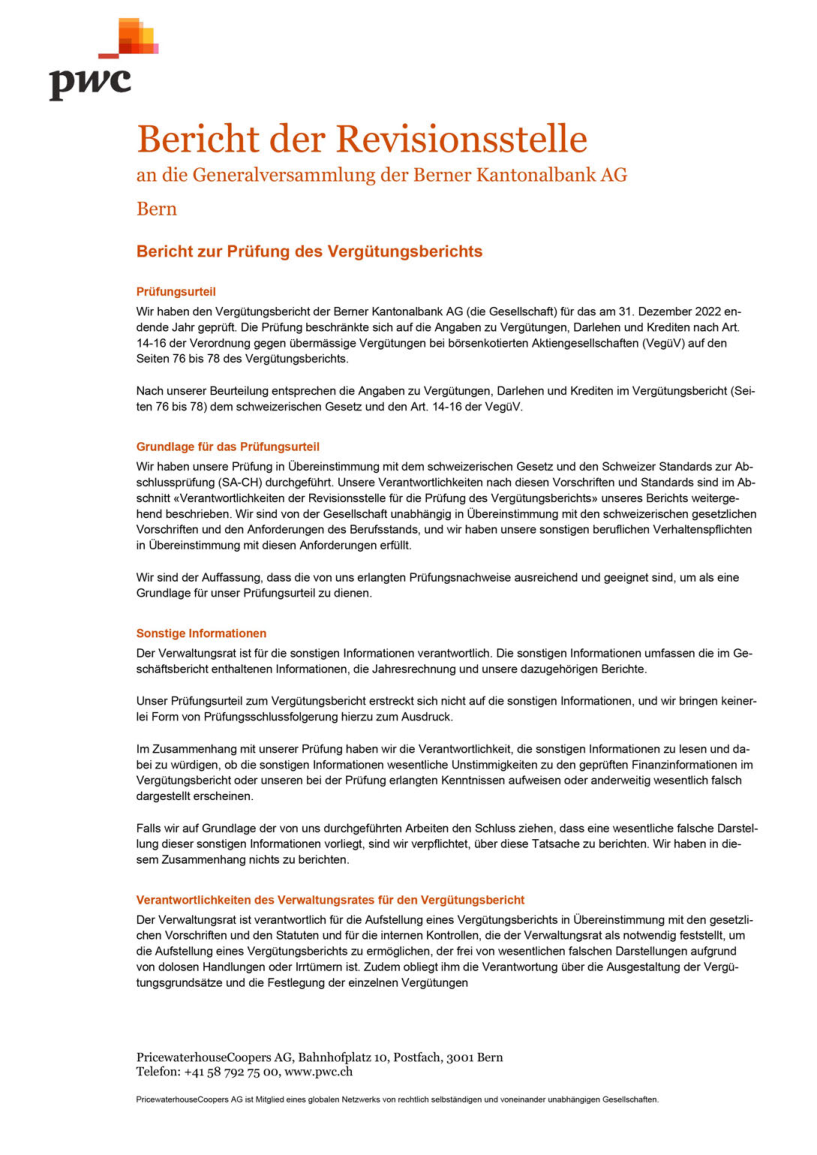 pwc
Bericht der Revisionsstelle
an die Generalversammlung der Berner Kantonalbank AG
Bern
Bericht zur Prüfung des Vergütungsberichts
Prüfungsurteil
Wir haben den Vergütungsbericht der Berner Kantonalbank AG (die Gesellschaft) für das am 31. Dezember 2022 en-
dende Jahr geprüft. Die Prüfung beschränkte sich auf die Angaben zu Vergütungen, Darlehen und Krediten nach Art.
14-16 der Verordnung gegen übermässige Vergütungen bei börsenkotierten Aktiengesellschaften (VegüV) auf den
Seiten 76 bis 78 des Vergütungsberichts.
Nach unserer Beurteilung entsprechen die Angaben zu Vergütungen, Darlehen und Krediten im Vergütungsbericht (Sei-
ten 76 bis 78) dem schweizerischen Gesetz und den Art. 14-16 der VegüV.
Grundlage für das Prüfungsurteil
Wir haben unsere Prüfung in Übereinstimmung mit dem schweizerischen Gesetz und den Schweizer Standards zur Ab-
schlussprüfung (SA-CH) durchgeführt. Unsere Verantwortlichkeiten nach diesen Vorschriften und Standards sind im Ab-
schnitt «Verantwortlichkeiten der Revisionsstelle für die Prüfung des Vergütungsberichts» unseres Berichts weiterge-
hend beschrieben. Wir sind von der Gesellschaft unabhängig in Übereinstimmung mit den schweizerischen gesetzlichen
Vorschriften und den Anforderungen des Berufsstands, und wir haben unsere sonstigen beruflichen Verhaltenspflichten
in Übereinstimmung mit diesen Anforderungen erfüllt.
Wir sind der Auffassung, dass die von uns erlangten Prüfungsnachweise ausreichend und geeignet sind, um als eine
Grundlage für unser Prüfungsurteil zu dienen.
Sonstige Informationen
Der Verwaltungsrat ist für die sonstigen Informationen verantwortlich. Die sonstigen Informationen umfassen die im Ge-
schäftsbericht enthaltenen Informationen, die Jahresrechnung und unsere dazugehörigen Berichte.
Unser Prüfungsurteil zum Vergütungsbericht erstreckt sich nicht auf die sonstigen Informationen, und wir bringen keiner-
lei Form von Prüfungsschlussfolgerung hierzu zum Ausdruck.
Im Zusammenhang mit unserer Prüfung haben wir die Verantwortlichkeit, die sonstigen Informationen zu lesen und da-
bei zu würdigen, ob die sonstigen Informationen wesentliche Unstimmigkeiten zu den geprüften Finanzinformationen im
Vergütungsbericht oder unseren bei der Prüfung erlangten Kenntnissen aufweisen oder anderweitig wesentlich falsch
dargestellt erscheinen.
Falls wir auf Grundlage der von uns durchgeführten Arbeiten den Schluss ziehen, dass eine wesentliche falsche Darstel-
lung dieser sonstigen Informationen vorliegt, sind wir verpflichtet, über diese Tatsache zu berichten. Wir haben in die-
sem Zusammenhang nichts zu berichten.
Verantwortlichkeiten des Verwaltungsrates für den Vergütungsbericht
Der Verwaltungsrat ist verantwortlich für die Aufstellung eines Vergütungsberichts in Übereinstimmung mit den gesetzli-
chen Vorschriften und den Statuten und für die internen Kontrollen, die der Verwaltungsrat als notwendig feststellt, um
die Aufstellung eines Vergütungsberichts zu ermöglichen, der frei von wesentlichen falschen Darstellungen aufgrund
von dolosen Handlungen oder Irrtümern ist. Zudem obliegt ihm die Verantwortung über die Ausgestaltung der Vergü-
tungsgrundsätze und die Festlegung der einzelnen Vergütungen
PricewaterhouseCoopers AG, Bahnhofplatz 10, Postfach, 3001 Bern
Telefon: +41 58 792 75 00, www.pwc.ch
PricewaterhouseCoopers AG ist Mitglied eines globalen Netzwerks von rechtlich selbständigen und voneinander unabhängigen Gesellschaften.